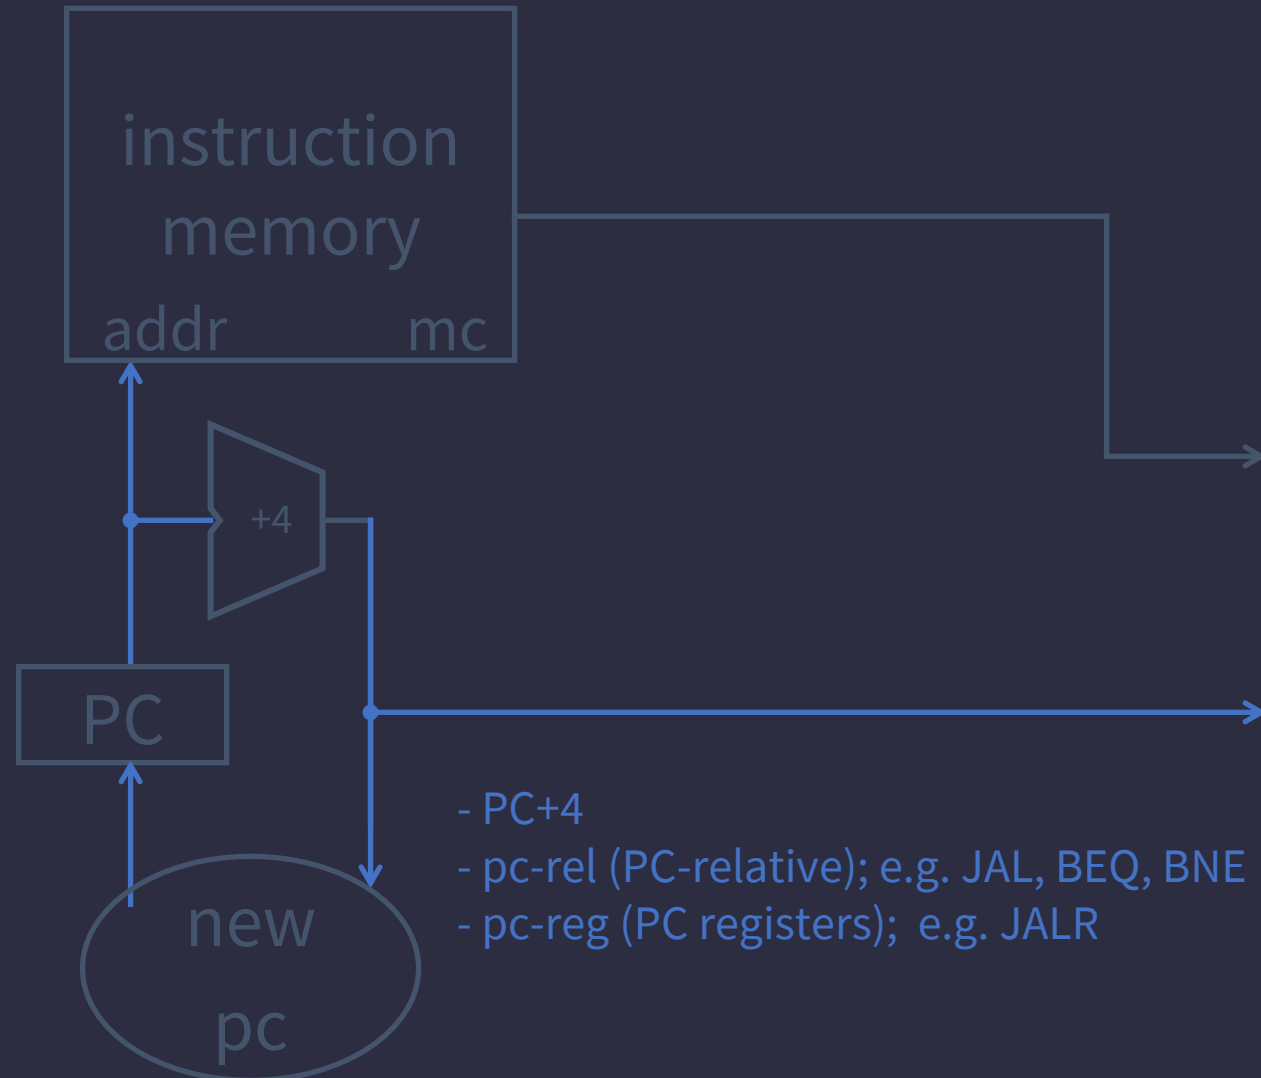 instruction
memory
addr mc
+4
PC
- PC+4
- pc-rel (PC-relative); e.g. JAL, BEQ, BNE
- pc-reg (PC registers); e.g. JALR
new
pc